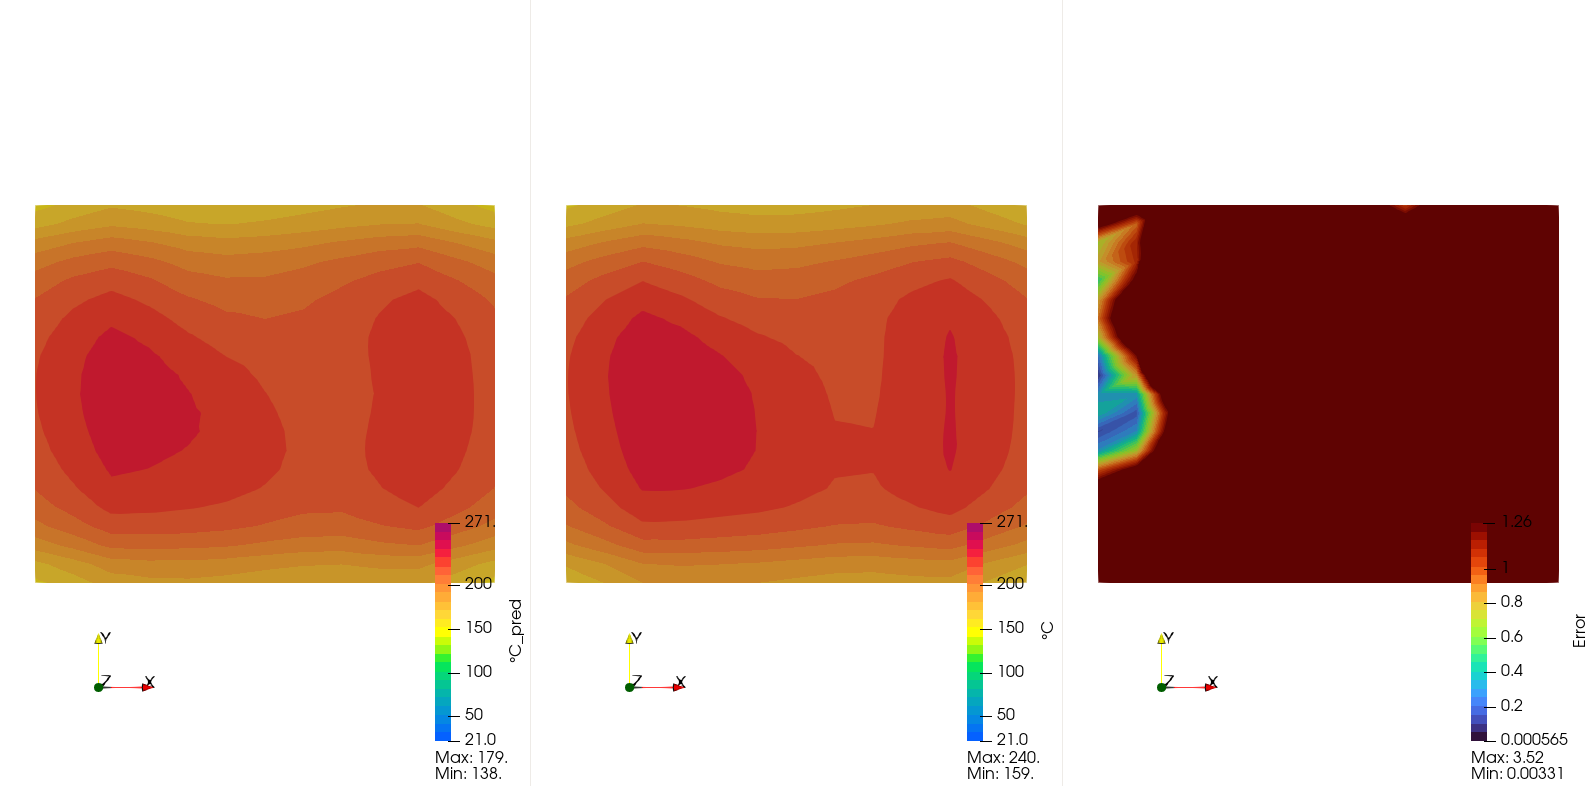 271.
200
150
100
50
21.0
°C_pred
Max: 179.
Min: 138.
Y
Z
X
271.
200
150
100
50
21.0
°C
Max: 240.
Min: 159.
Y
Z
X
1.26
1
0.8
0.6
0.4
0.2
0.000565
Error
Max: 3.52
Min: 0.00331
Y
Z
X